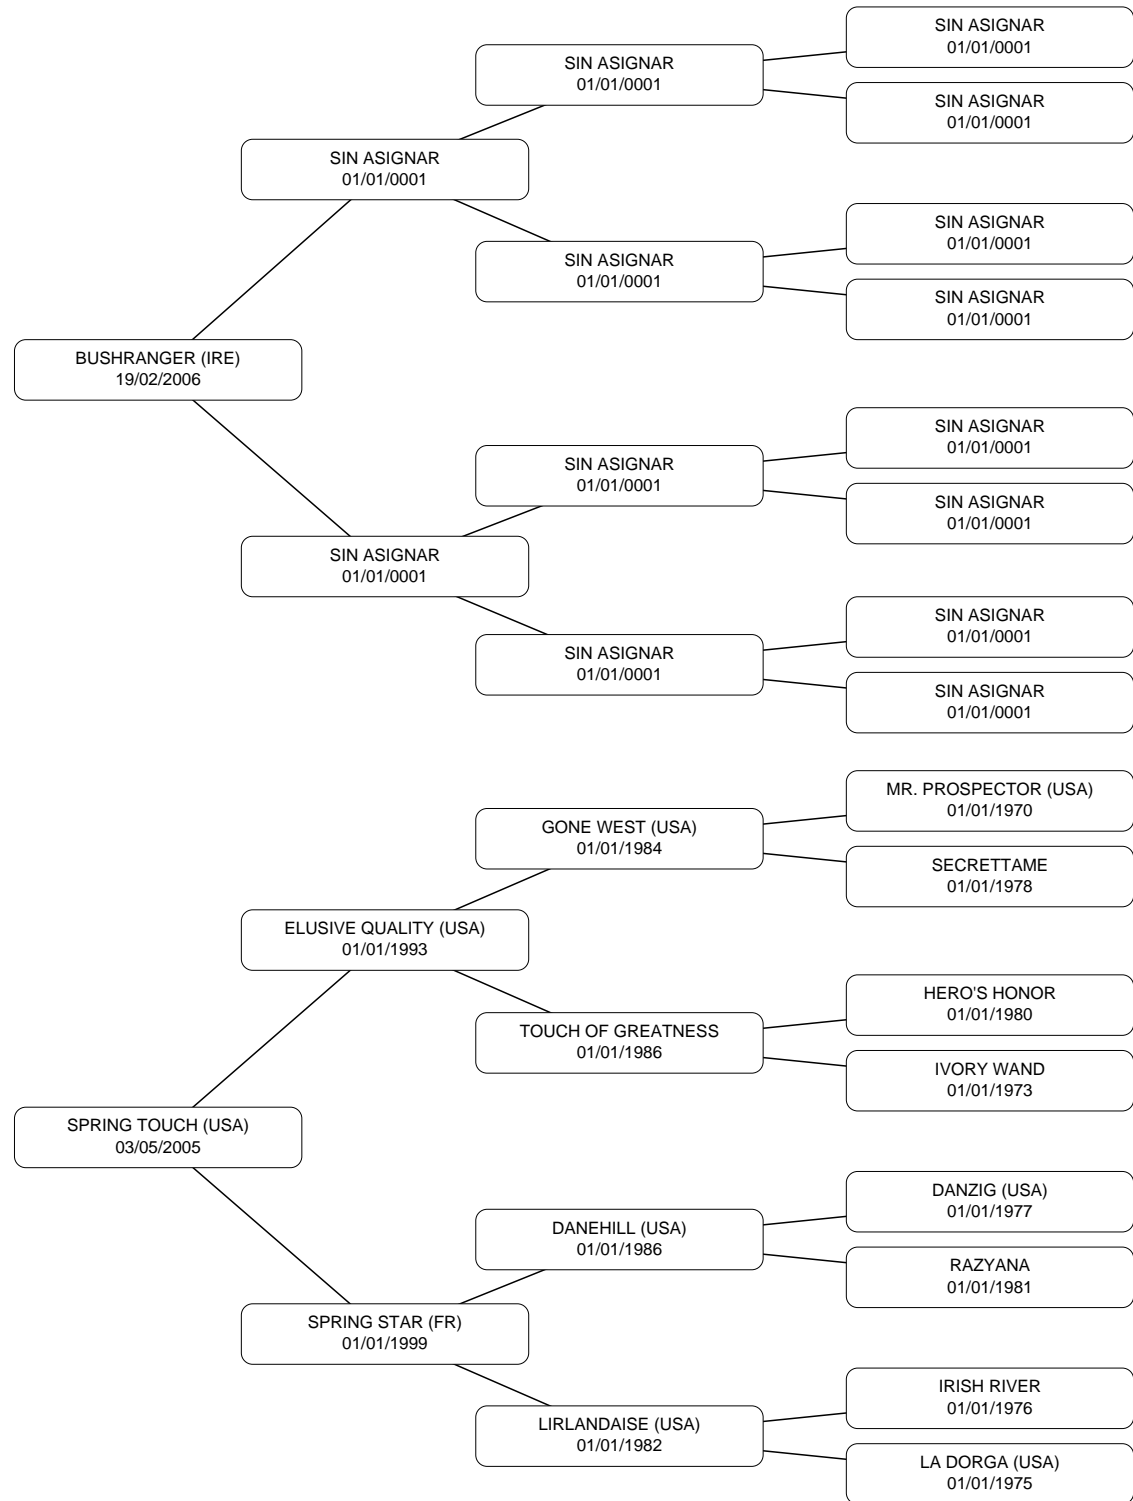 SIN ASIGNAR
01/01/0001
SIN ASIGNAR
01/01/0001
SIN ASIGNAR
01/01/0001
SIN ASIGNAR
01/01/0001
SIN ASIGNAR
01/01/0001
SIN ASIGNAR
01/01/0001
SIN ASIGNAR
01/01/0001
BUSHRANGER (IRE)
19/02/2006
SIN ASIGNAR
01/01/0001
SIN ASIGNAR
01/01/0001
SIN ASIGNAR
01/01/0001
SIN ASIGNAR
01/01/0001
SIN ASIGNAR
01/01/0001
SIN ASIGNAR
01/01/0001
SIN ASIGNAR
01/01/0001
MR. PROSPECTOR (USA)
01/01/1970
GONE WEST (USA)
01/01/1984
SECRETTAME
01/01/1978
ELUSIVE QUALITY (USA)
01/01/1993
HERO'S HONOR
01/01/1980
TOUCH OF GREATNESS
01/01/1986
IVORY WAND
01/01/1973
SPRING TOUCH (USA)
03/05/2005
DANZIG (USA)
01/01/1977
DANEHILL (USA)
01/01/1986
RAZYANA
01/01/1981
SPRING STAR (FR)
01/01/1999
IRISH RIVER
01/01/1976
LIRLANDAISE (USA)
01/01/1982
LA DORGA (USA)
01/01/1975